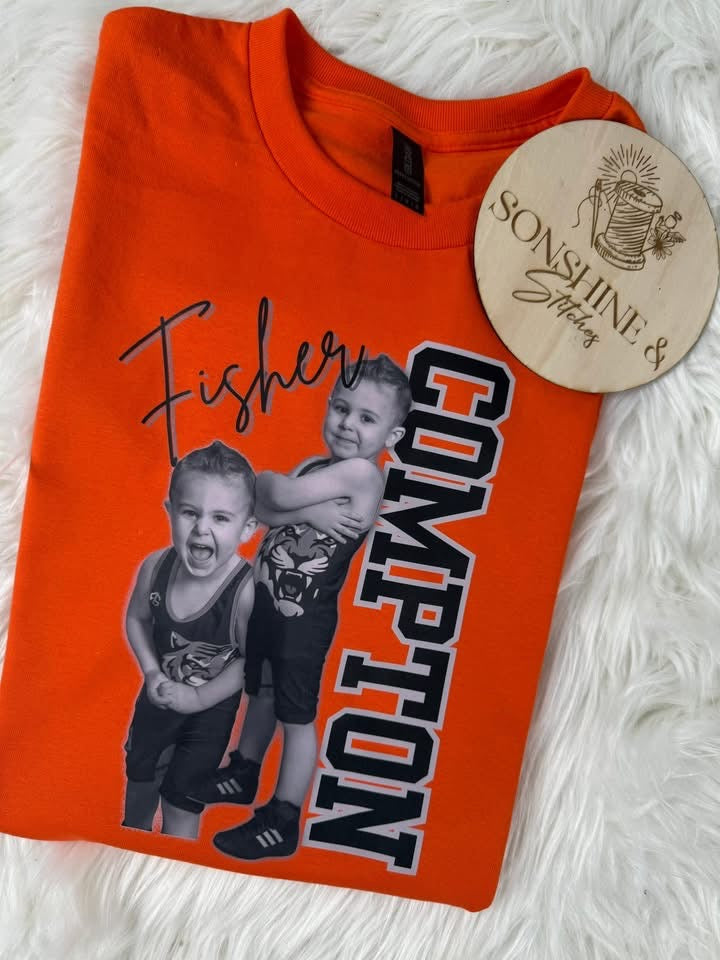 SONSHINE &
Stitches
Fisher
COMPTON